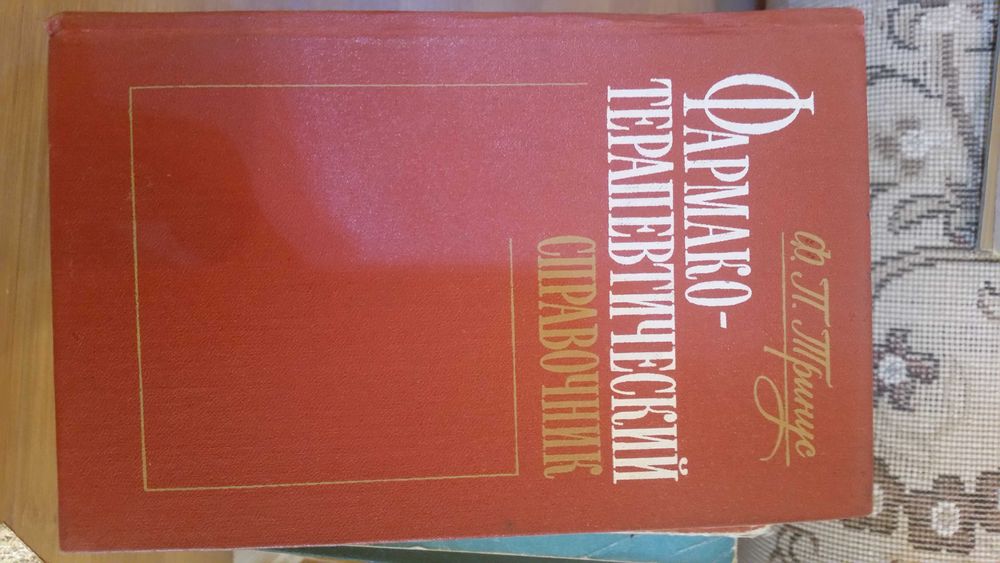 Ф. П. Тринус
ФАРМАКО-
ТЕРАПЕВТИЧЕСКИЙ
СПРАВОЧНИК